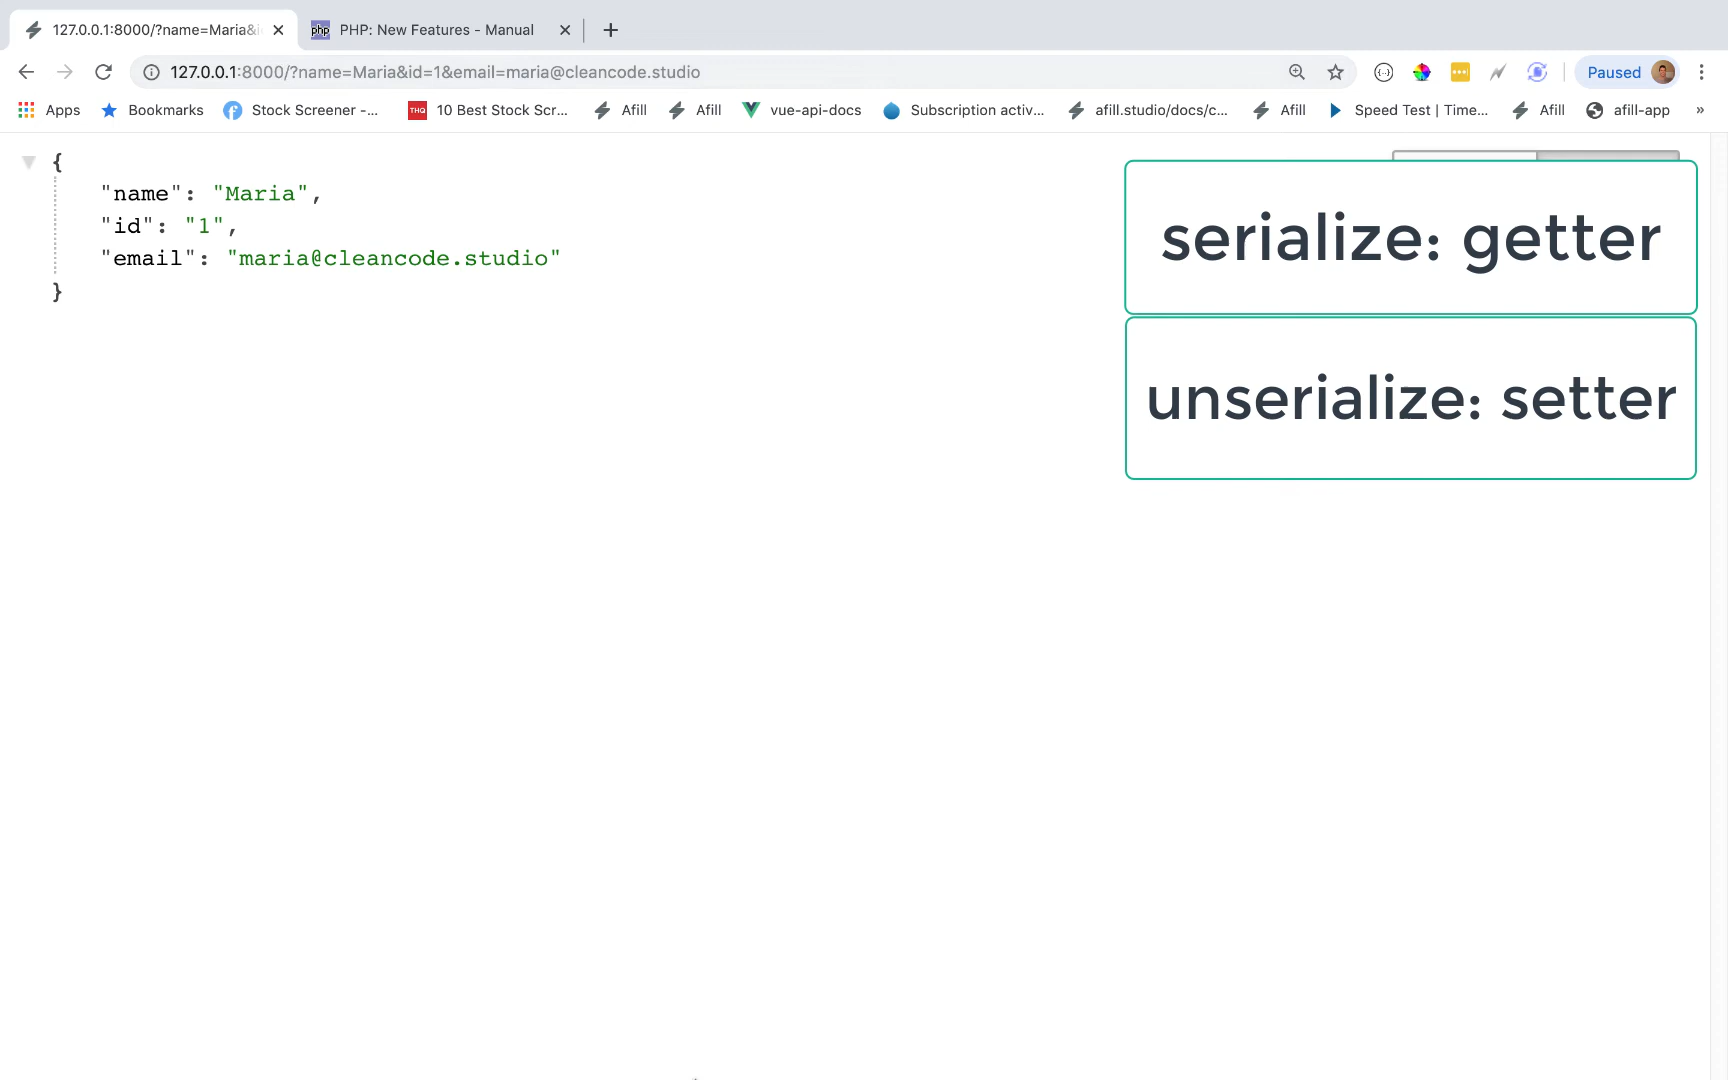 127.0.0.1:8000/?name=Maria&i
php PHP: New Features - Manual
127.0.0.1:8000/?name=Maria&id=1&email=maria@cleancode.studio
Paused
Apps Bookmarks Stock Screener -... THQ 10 Best Stock Scr... Afill Afill vue-api-docs Subscription activ... afill.studio/docs/c... Afill Speed Test | Time... Afill afill-app »
{
"name": "Maria",
"id": "1",
"email": "maria@cleancode.studio"
}
serialize: getter
unserialize: setter